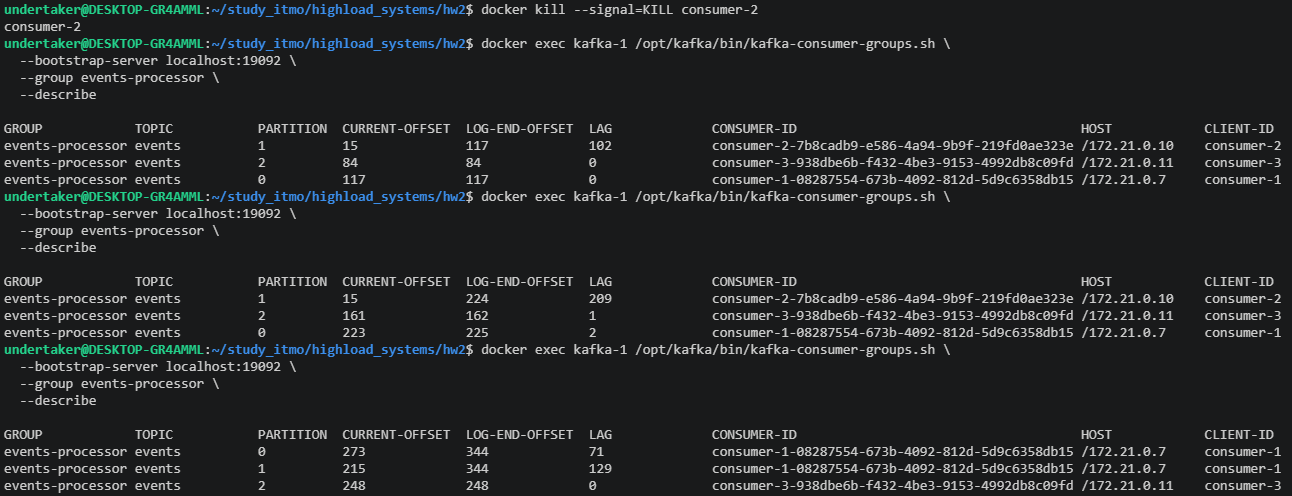 undertaker@DESKTOP-GR4AMML:~/study_itmo/highload_systems/hw2$ docker kill --signal=KILL consumer-2
consumer-2
undertaker@DESKTOP-GR4AMML:~/study_itmo/highload_systems/hw2$ docker exec kafka-1 /opt/kafka/bin/kafka-consumer-groups.sh \
  --bootstrap-server localhost:19092 \
  --group events-processor \
  --describe

GROUP            TOPIC           PARTITION  CURRENT-OFFSET  LOG-END-OFFSET  LAG             CONSUMER-ID                                     HOST            CLIENT-ID
events-processor events          1          15              117             102             consumer-2-7b8cadb9-e586-4a94-9b9f-219fd0ae323e /172.21.0.10    consumer-2
events-processor events          2          84              84              0               consumer-3-938dbe6b-f432-4be3-9153-4992db8c09fd /172.21.0.11    consumer-3
events-processor events          0          117             117             0               consumer-1-08287554-673b-4092-812d-5d9c6358db15 /172.21.0.7     consumer-1
undertaker@DESKTOP-GR4AMML:~/study_itmo/highload_systems/hw2$ docker exec kafka-1 /opt/kafka/bin/kafka-consumer-groups.sh \
  --bootstrap-server localhost:19092 \
  --group events-processor \
  --describe

GROUP            TOPIC           PARTITION  CURRENT-OFFSET  LOG-END-OFFSET  LAG             CONSUMER-ID                                     HOST            CLIENT-ID
events-processor events          1          15              224             209             consumer-2-7b8cadb9-e586-4a94-9b9f-219fd0ae323e /172.21.0.10    consumer-2
events-processor events          2          161             162             1               consumer-3-938dbe6b-f432-4be3-9153-4992db8c09fd /172.21.0.11    consumer-3
events-processor events          0          223             225             2               consumer-1-08287554-673b-4092-812d-5d9c6358db15 /172.21.0.7     consumer-1
undertaker@DESKTOP-GR4AMML:~/study_itmo/highload_systems/hw2$ docker exec kafka-1 /opt/kafka/bin/kafka-consumer-groups.sh \
  --bootstrap-server localhost:19092 \
  --group events-processor \
  --describe

GROUP            TOPIC           PARTITION  CURRENT-OFFSET  LOG-END-OFFSET  LAG             CONSUMER-ID                                     HOST            CLIENT-ID
events-processor events          0          273             344             71              consumer-1-08287554-673b-4092-812d-5d9c6358db15 /172.21.0.7     consumer-1
events-processor events          1          215             344             129             consumer-1-08287554-673b-4092-812d-5d9c6358db15 /172.21.0.7     consumer-1
events-processor events          2          248             248             0               consumer-3-938dbe6b-f432-4be3-9153-4992db8c09fd /172.21.0.11    consumer-3